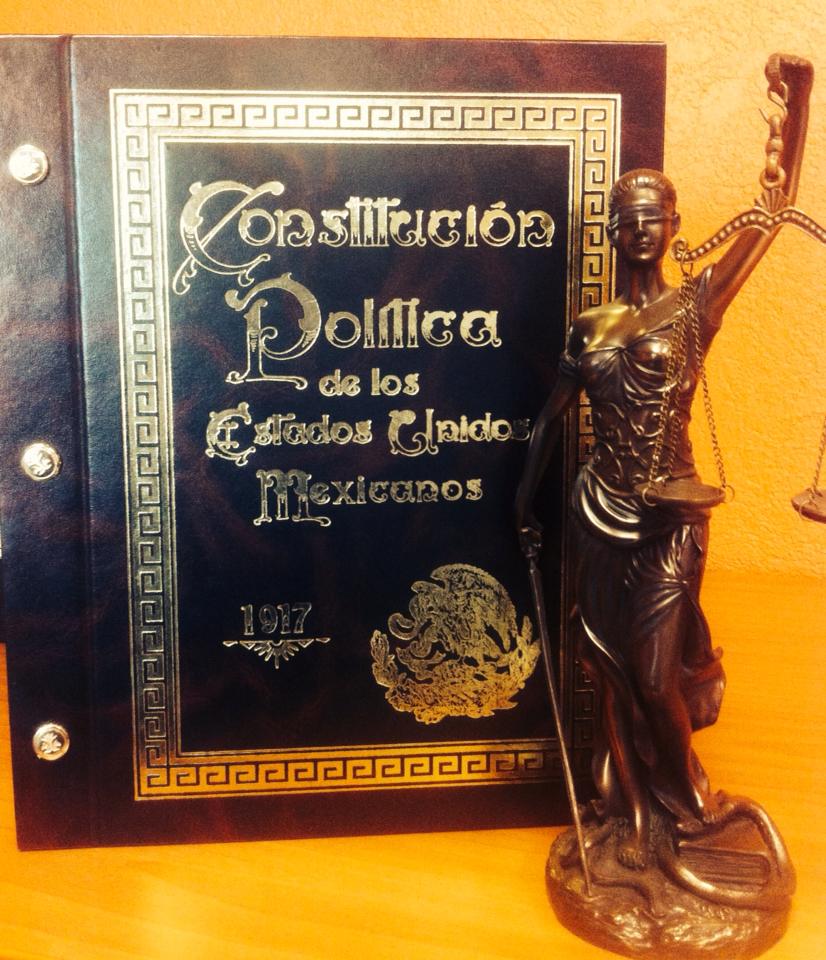 Constitución
Política
de los
Estados Unidos
Mexicanos
1917